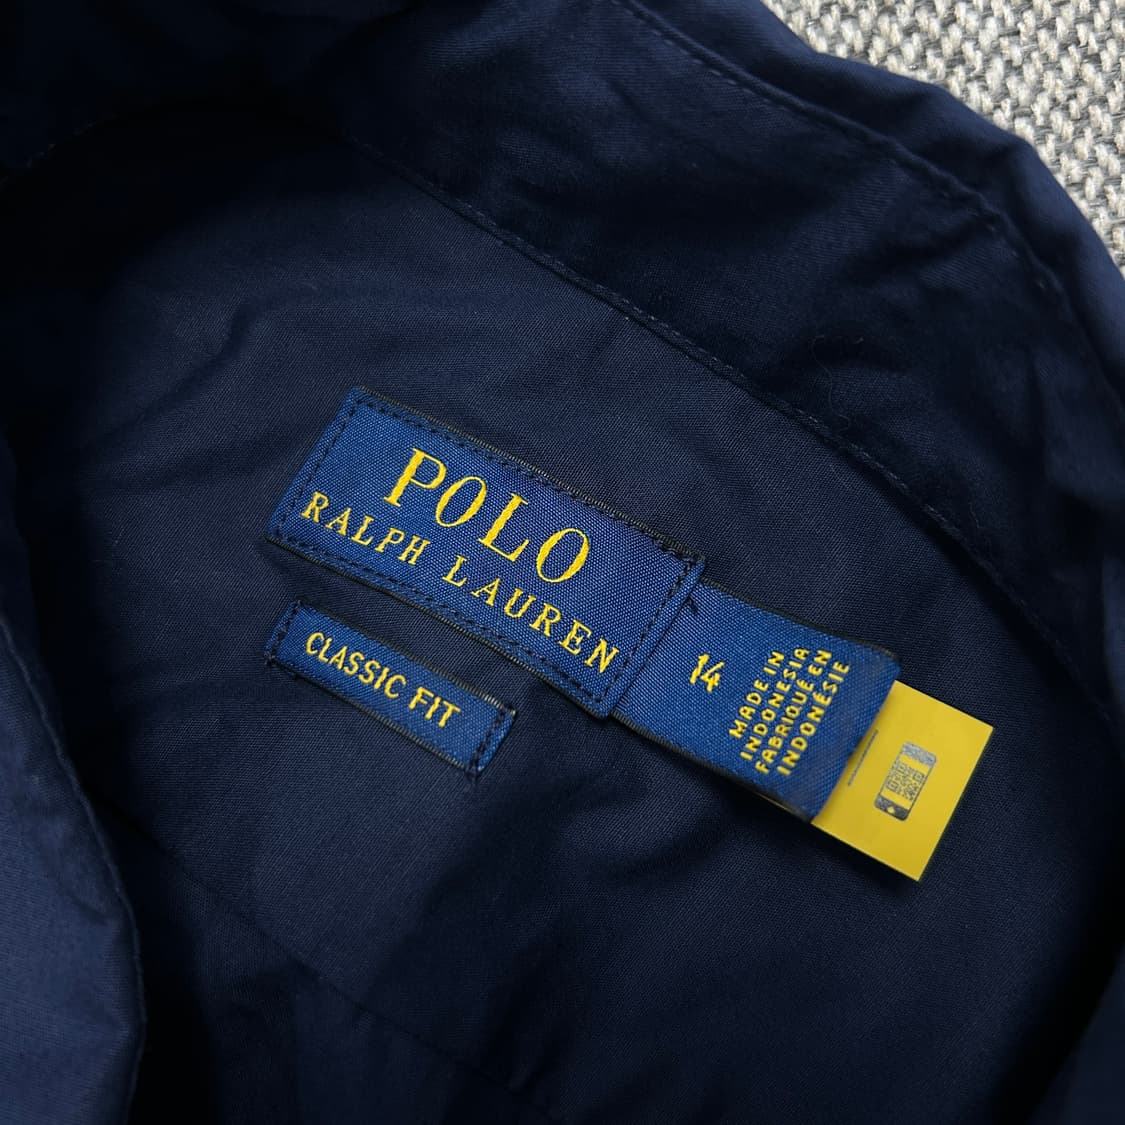 POLO
RALPH LAUREN
CLASSIC FIT
14
MADE IN
INDONESIA
FABRIQUÉ EN
INDONÉSIE